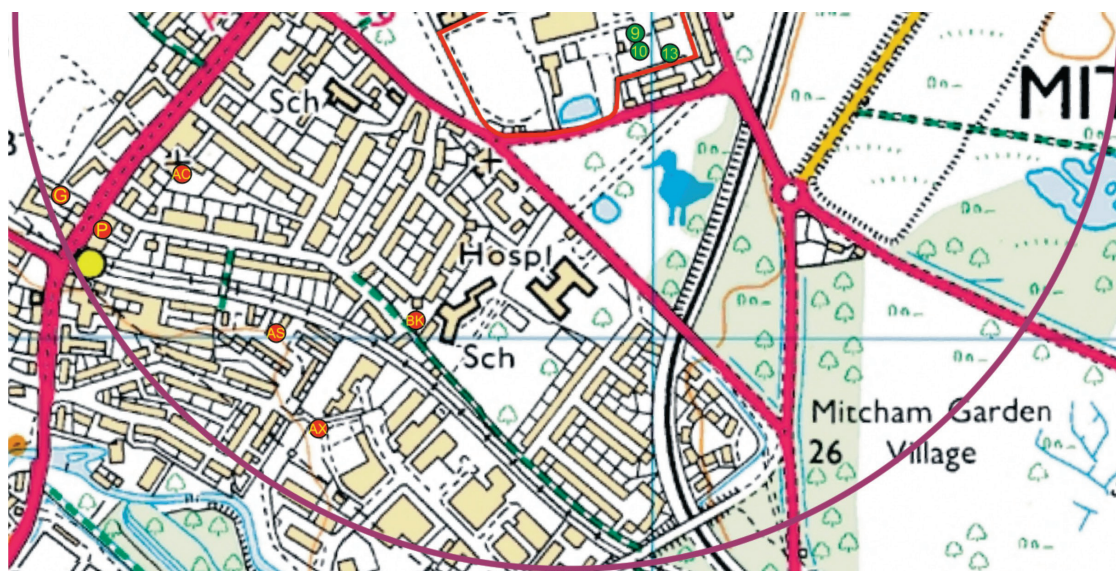 9
10
13
Sch
MIT
AC
G
P
Hospl
BK
AS
Sch
Mitcham Garden
26 Village
AX